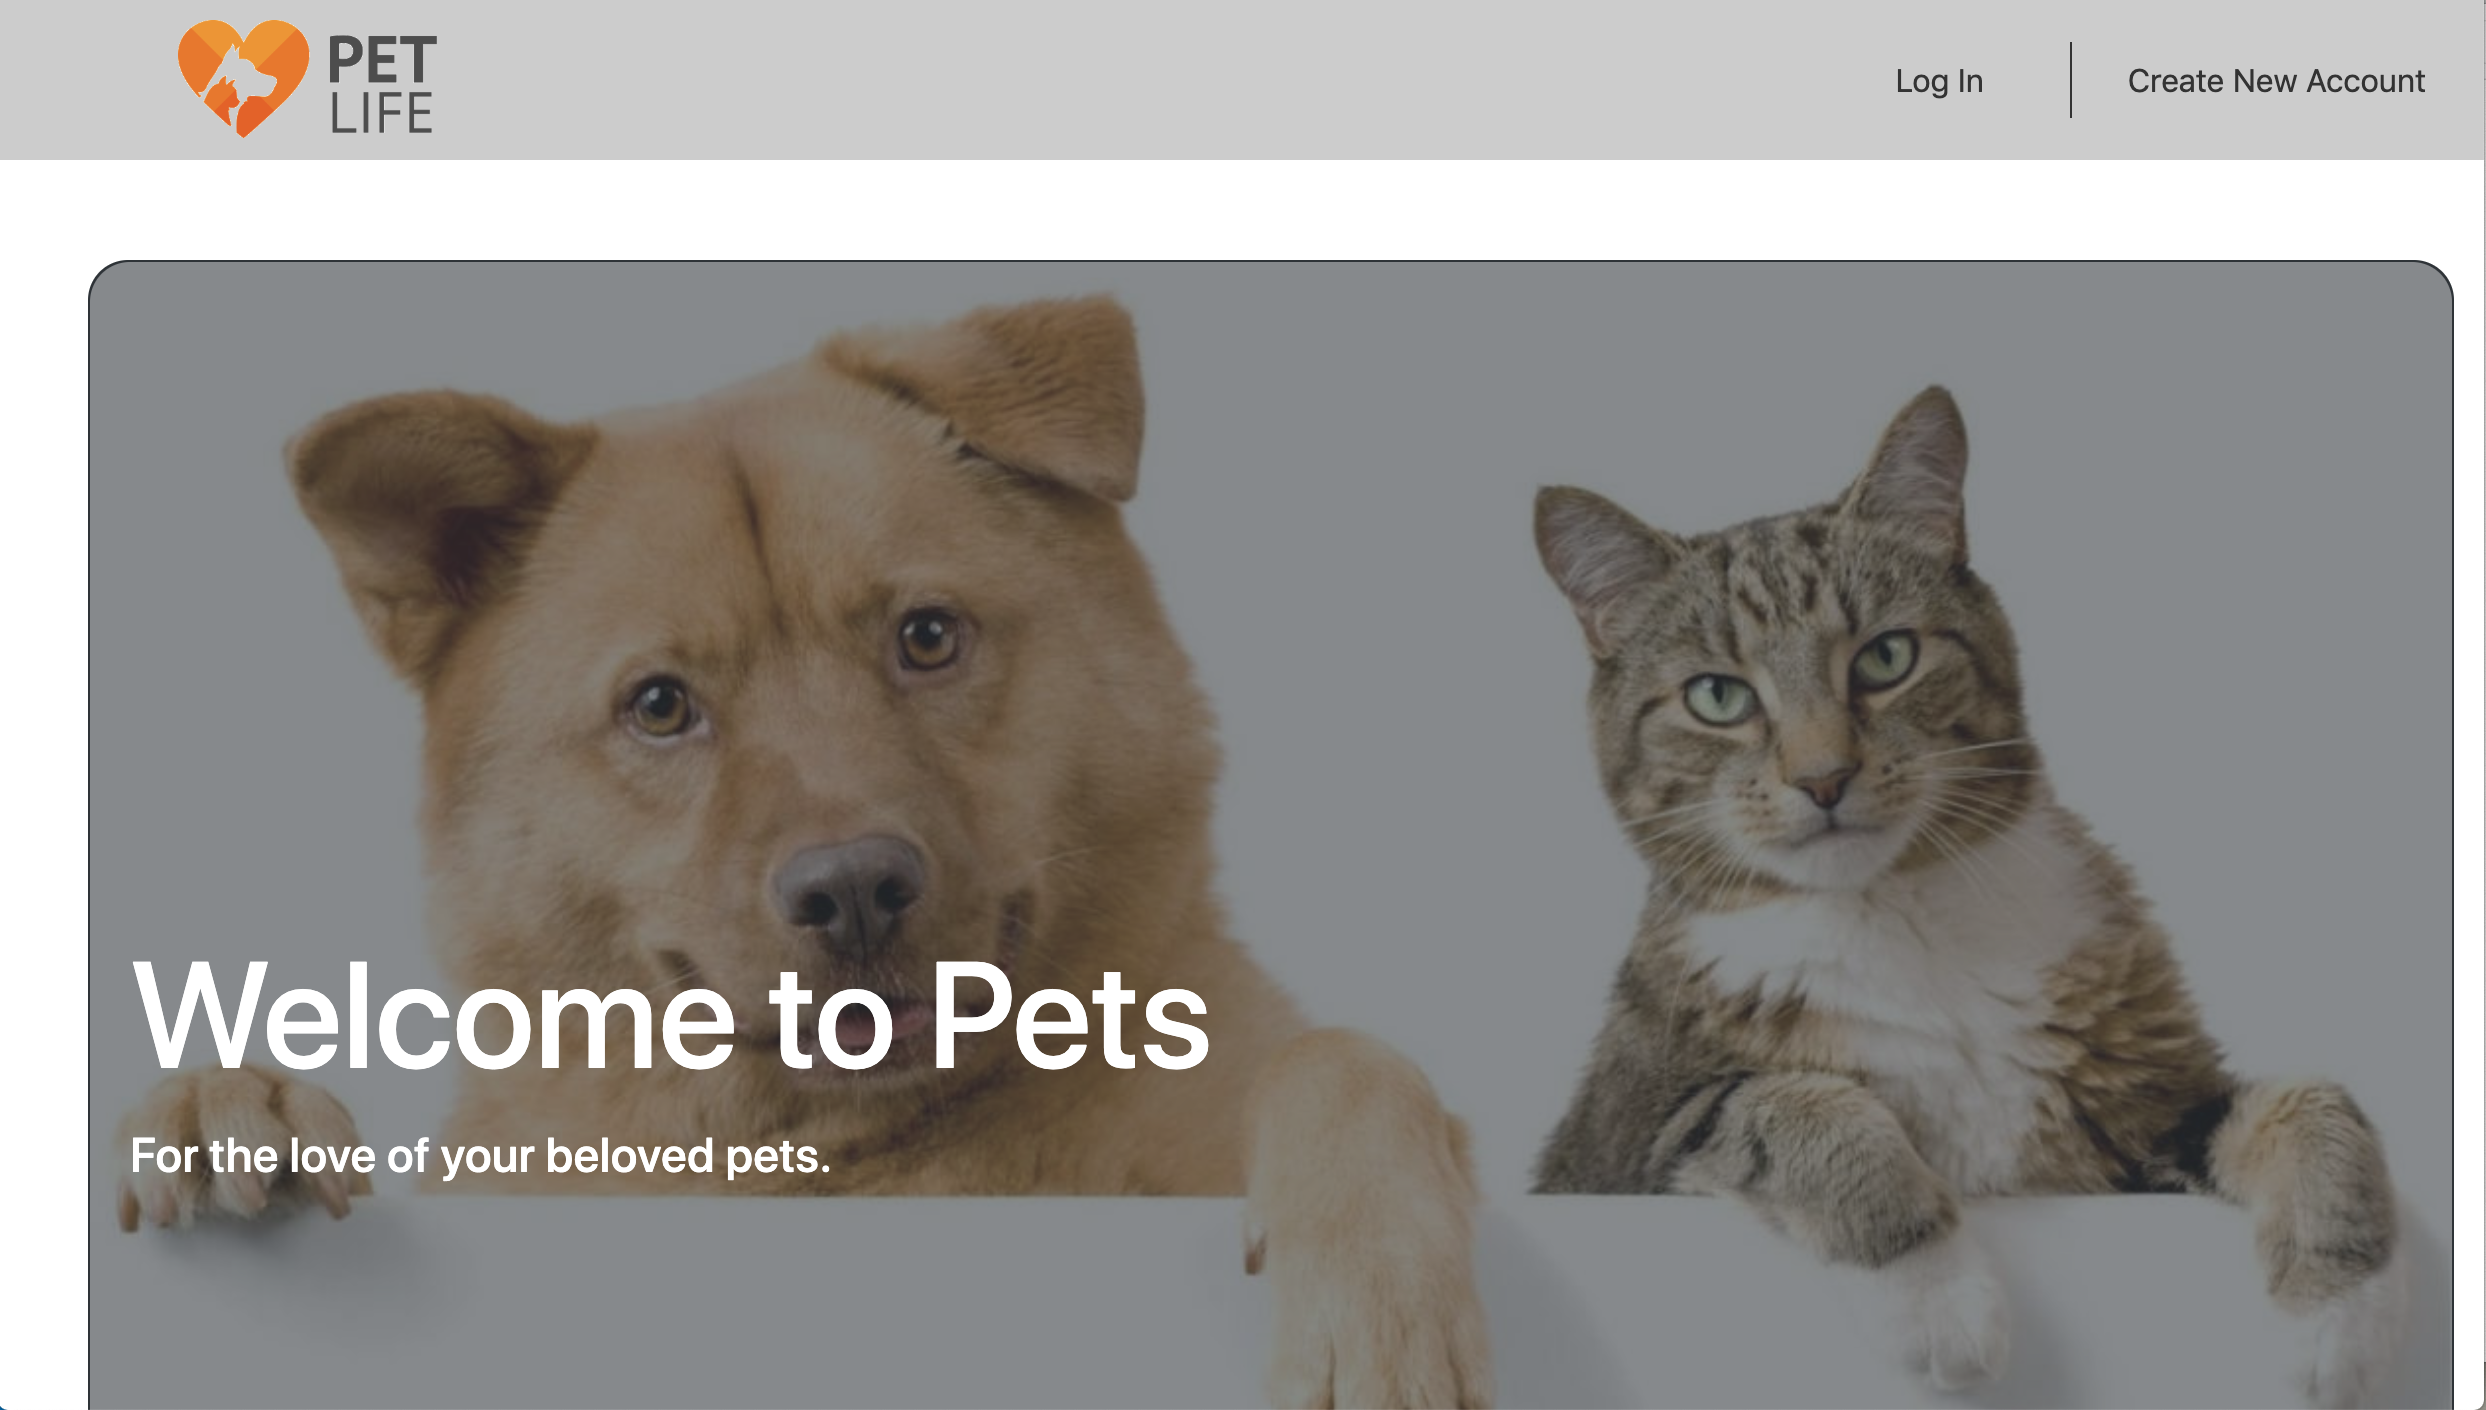 PET
LIFE
Log In
Create New Account
Welcome to Pets
For the love of your beloved pets.